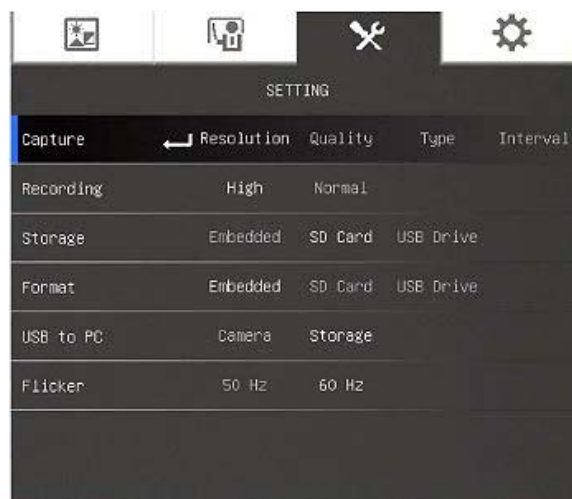 SETTING
Capture Resolution Quality Type Interval
Recording High Normal
Storage Embedded SD Card USB Drive
Format Embedded SD Card USB Drive
USB to PC Camera Storage
Flicker 50 Hz 60 Hz